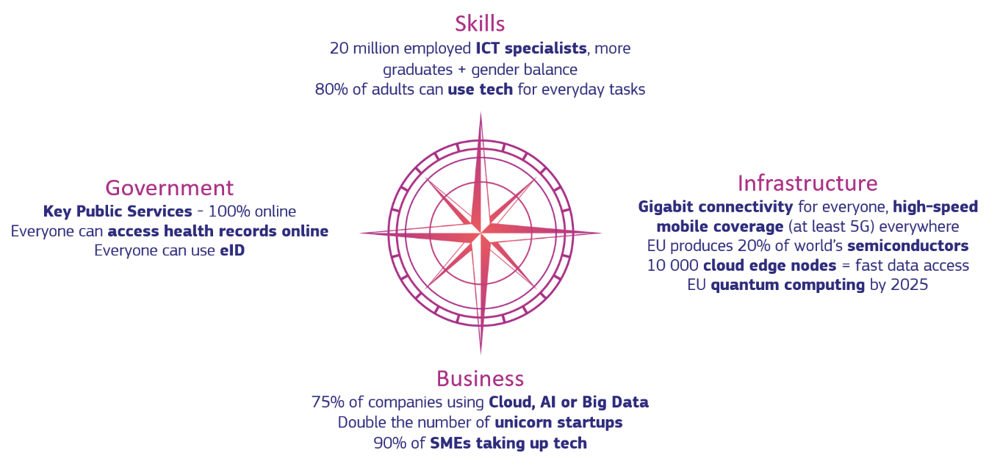 Skills
20 million employed ICT specialists, more
graduates + gender balance
80% of adults can use tech for everyday tasks
Government
Key Public Services - 100% online
Everyone can access health records online
Everyone can use eID
Infrastructure
Gigabit connectivity for everyone, high-speed
mobile coverage (at least 5G) everywhere
EU produces 20% of world's semiconductors
10 000 cloud edge nodes = fast data access
EU quantum computing by 2025
Business
75% of companies using Cloud, AI or Big Data
Double the number of unicorn startups
90% of SMEs taking up tech